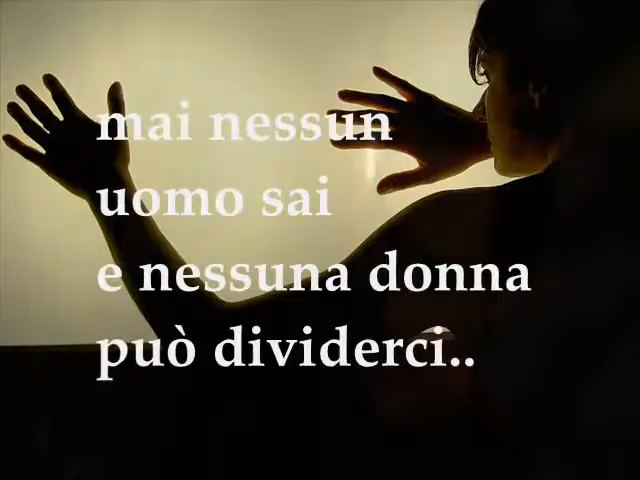 mai nessun
uomo sai
e nessuna donna
può dividerci..